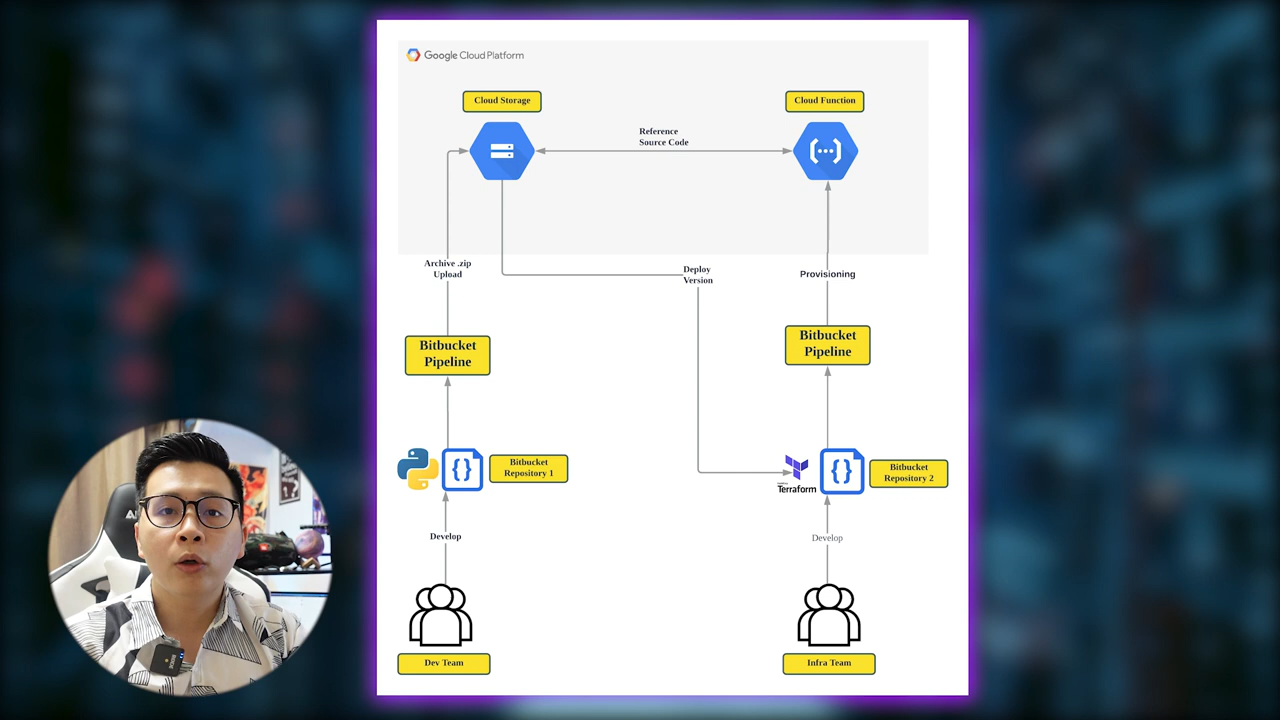 Google Cloud Platform
Cloud Storage
Cloud Function
Reference
Source Code
Archive .zip
Upload
Deploy
Version
Provisioning
Bitbucket
Pipeline
Bitbucket
Pipeline
Bitbucket
Repository 1
Terraform
Bitbucket
Repository 2
Develop
Develop
Dev Team
Infra Team